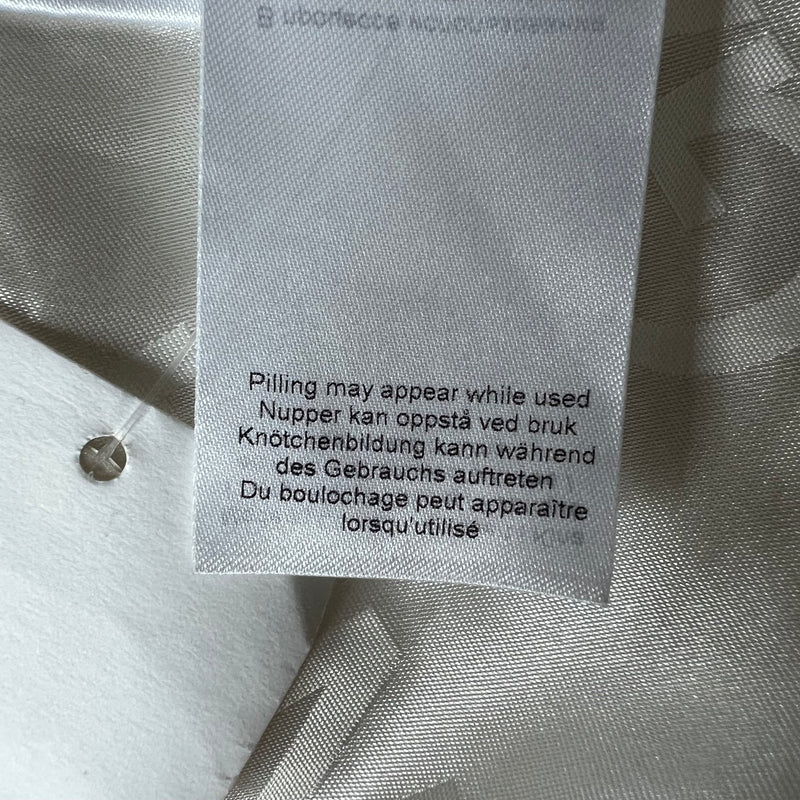 Pilling may appear while used
Nupper kan oppstå ved bruk
Knötchenbildung kann während
des Gebrauchs auftreten
Du boulochage peut apparaître
lorsqu'utilisé